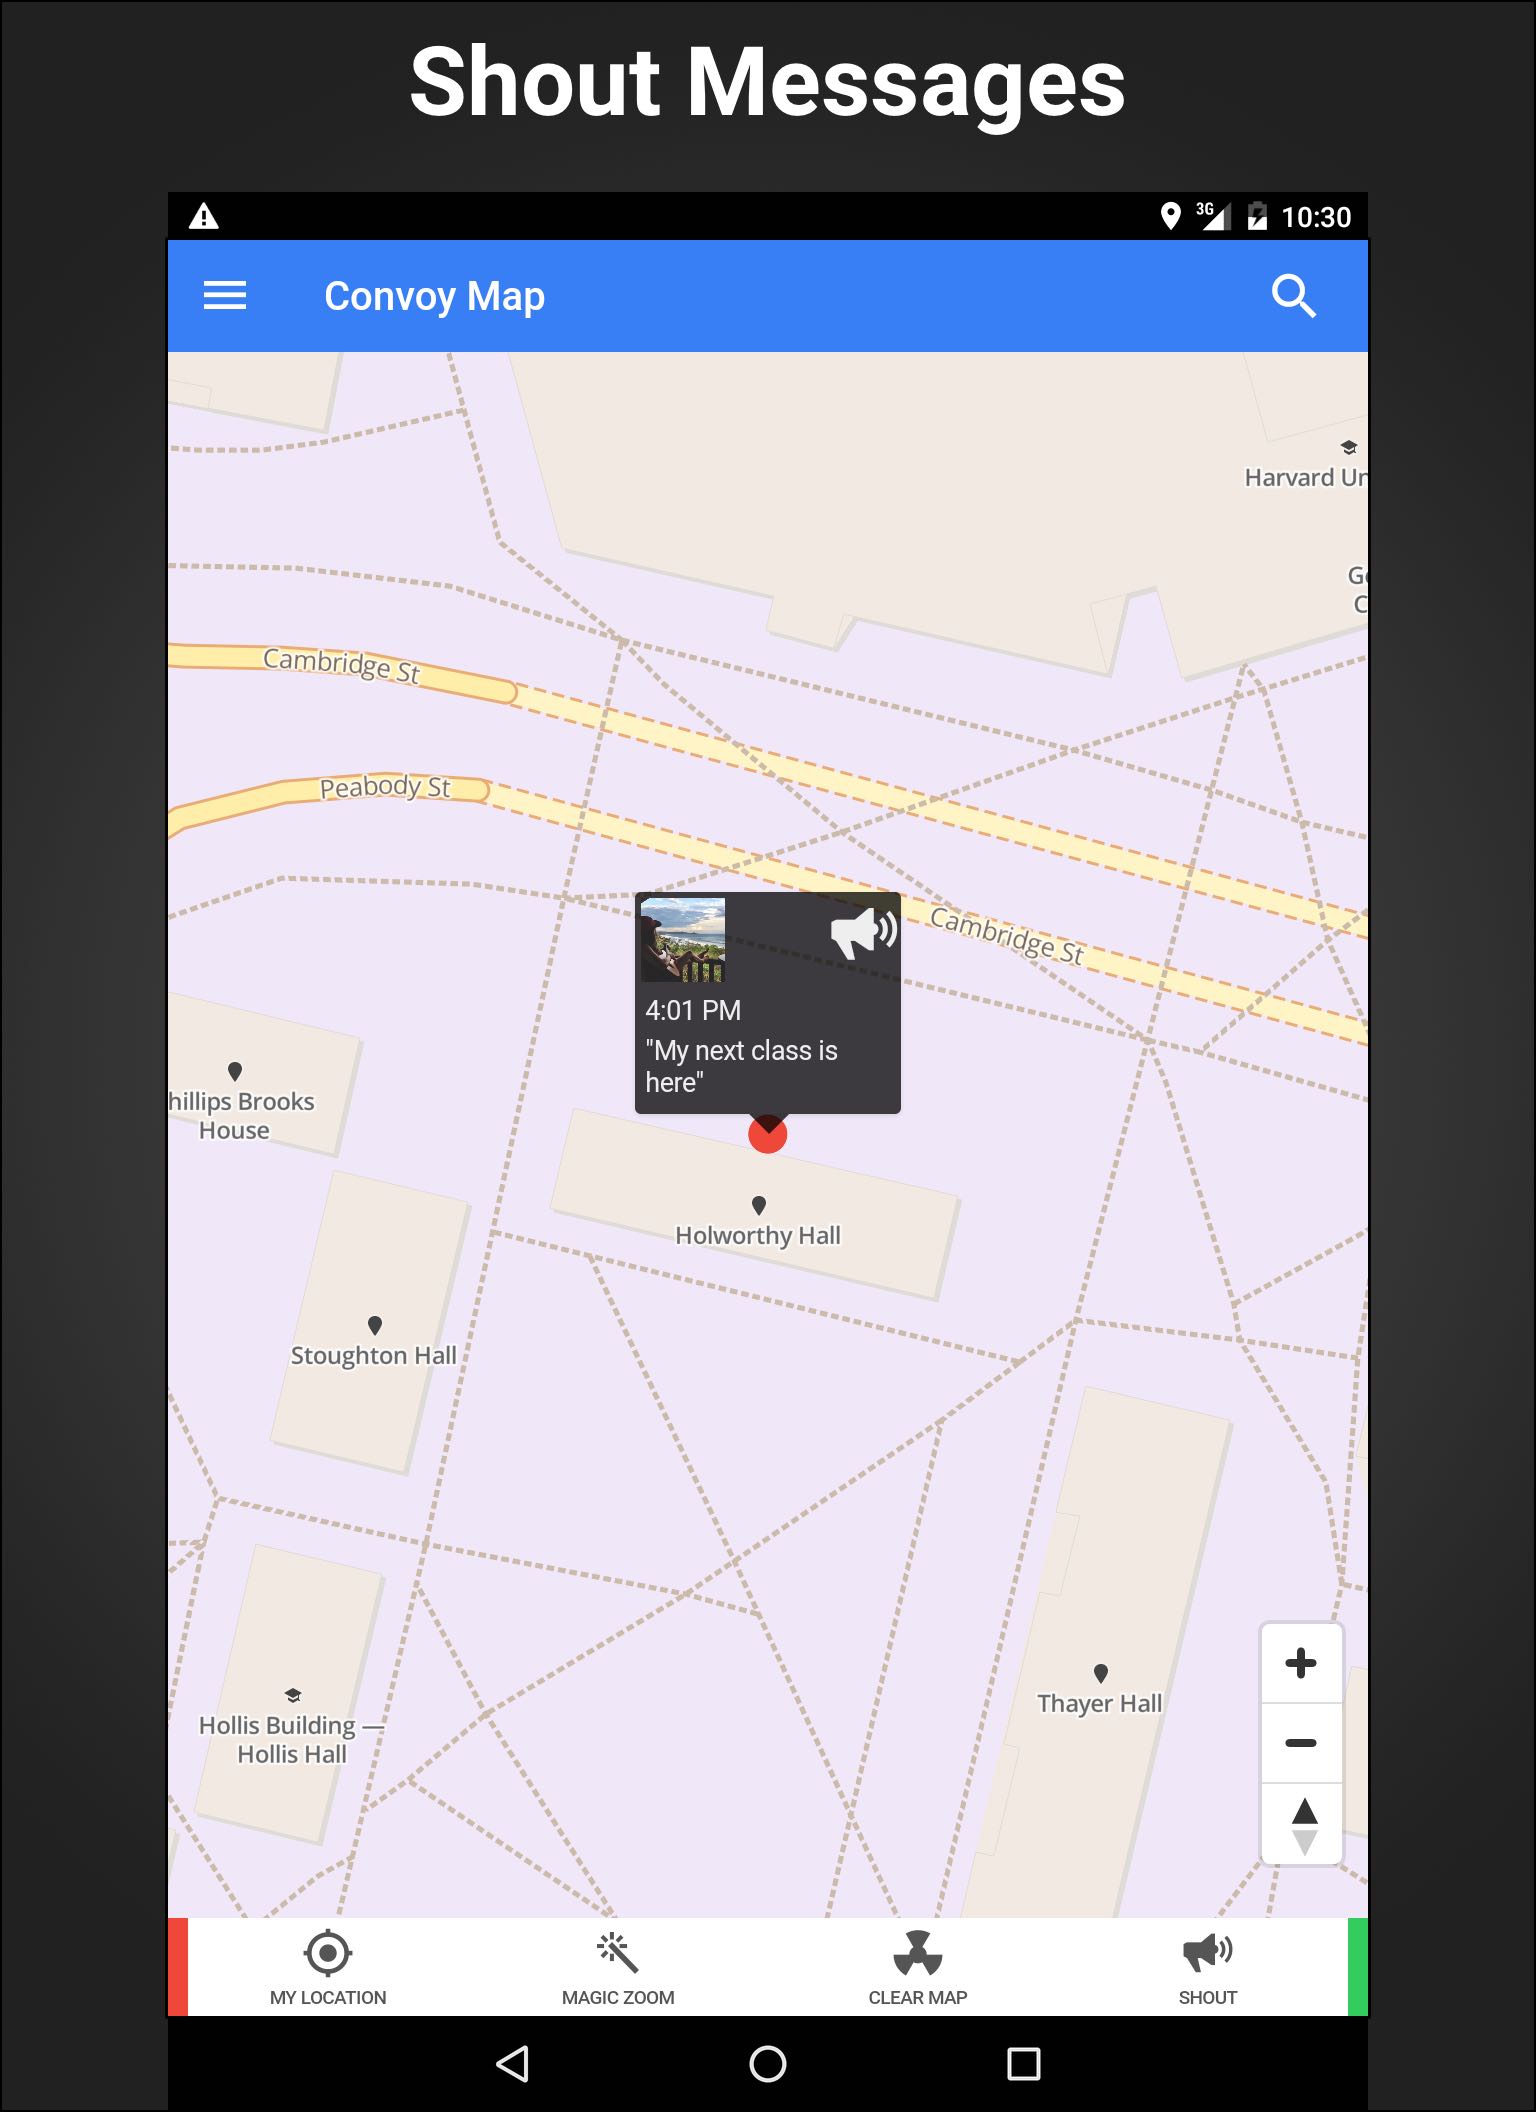 Shout Messages
3G 10:30
Convoy Map
Harvard Un
Ge
C
Cambridge St
Peabody St
Cambridge St
4:01 PM
"My next class is
here"
hillips Brooks
House
Holworthy Hall
Stoughton Hall
Thayer Hall
Hollis Building —
Hollis Hall
MY LOCATION
MAGIC ZOOM
CLEAR MAP
SHOUT